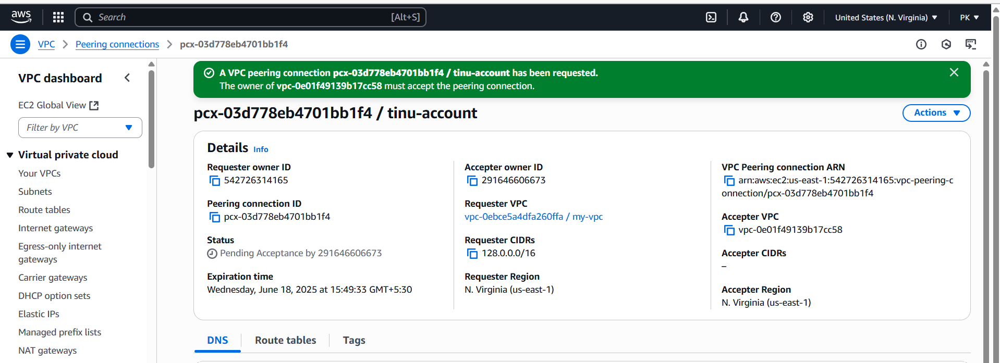 aws
Search [Alt+S]
United States (N. Virginia)
PK
VPC
Peering connections
pcx-03d778eb4701bb1f4
VPC dashboard
EC2 Global View
Filter by VPC
Virtual private cloud
Your VPCs
Subnets
Route tables
Internet gateways
Egress-only internet
gateways
Carrier gateways
DHCP option sets
Elastic IPs
Managed prefix lists
NAT gateways
A VPC peering connection pcx-03d778eb4701bb1f4 / tinu-account has been requested.
The owner of vpc-0e01f49139b17cc58 must accept the peering connection.
pcx-03d778eb4701bb1f4 / tinu-account
Actions
Details Info
Requester owner ID
542726314165
Peering connection ID
pcx-03d778eb4701bb1f4
Status
Pending Acceptance by 291646606673
Expiration time
Wednesday, June 18, 2025 at 15:49:33 GMT+5:30
Accepter owner ID
291646606673
Requester VPC
vpc-0ebce5a4dfa260ffa / my-vpc
Requester CIDRs
128.0.0.0/16
Requester Region
N. Virginia (us-east-1)
VPC Peering connection ARN
arn:aws:ec2:us-east-1:542726314165:vpc-peering-c
onnection/pcx-03d778eb4701bb1f4
Accepter VPC
vpc-0e01f49139b17cc58
Accepter CIDRs
–
Accepter Region
N. Virginia (us-east-1)
DNS
Route tables
Tags